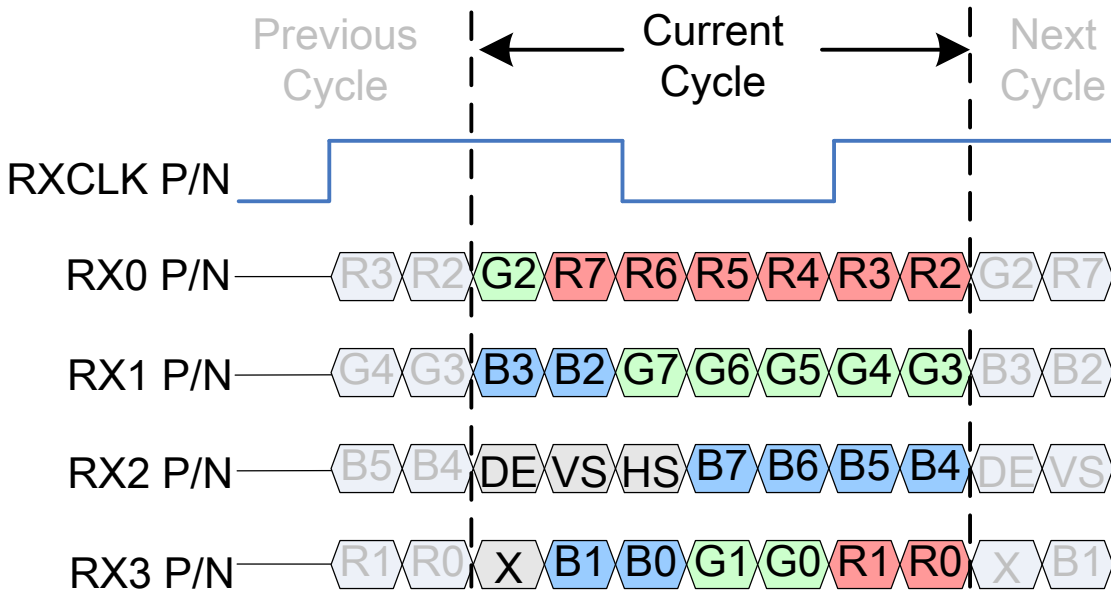 Previous Cycle
Current Cycle
Next Cycle
RXCLK P/N
RX0 P/N R3 R2 G2 R7 R6 R5 R4 R3 R2 G2 R7
RX1 P/N G4 G3 B3 B2 G7 G6 G5 G4 G3 B3 B2
RX2 P/N B5 B4 DE VS HS B7 B6 B5 B4 DE VS
RX3 P/N R1 R0 X B1 B0 G1 G0 R1 R0 X B1